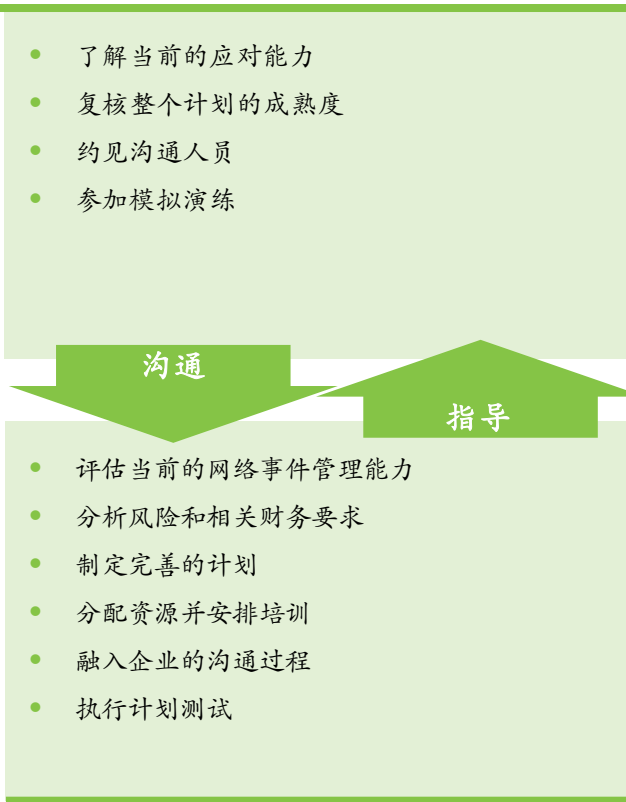 • 了解当前的应对能力
• 复核整个计划的成熟度
• 约见沟通人员
• 参加模拟演练
沟通
指导
• 评估当前的网络事件管理能力
• 分析风险和相关财务要求
• 制定完善的计划
• 分配资源并安排培训
• 融入企业的沟通过程
• 执行计划测试